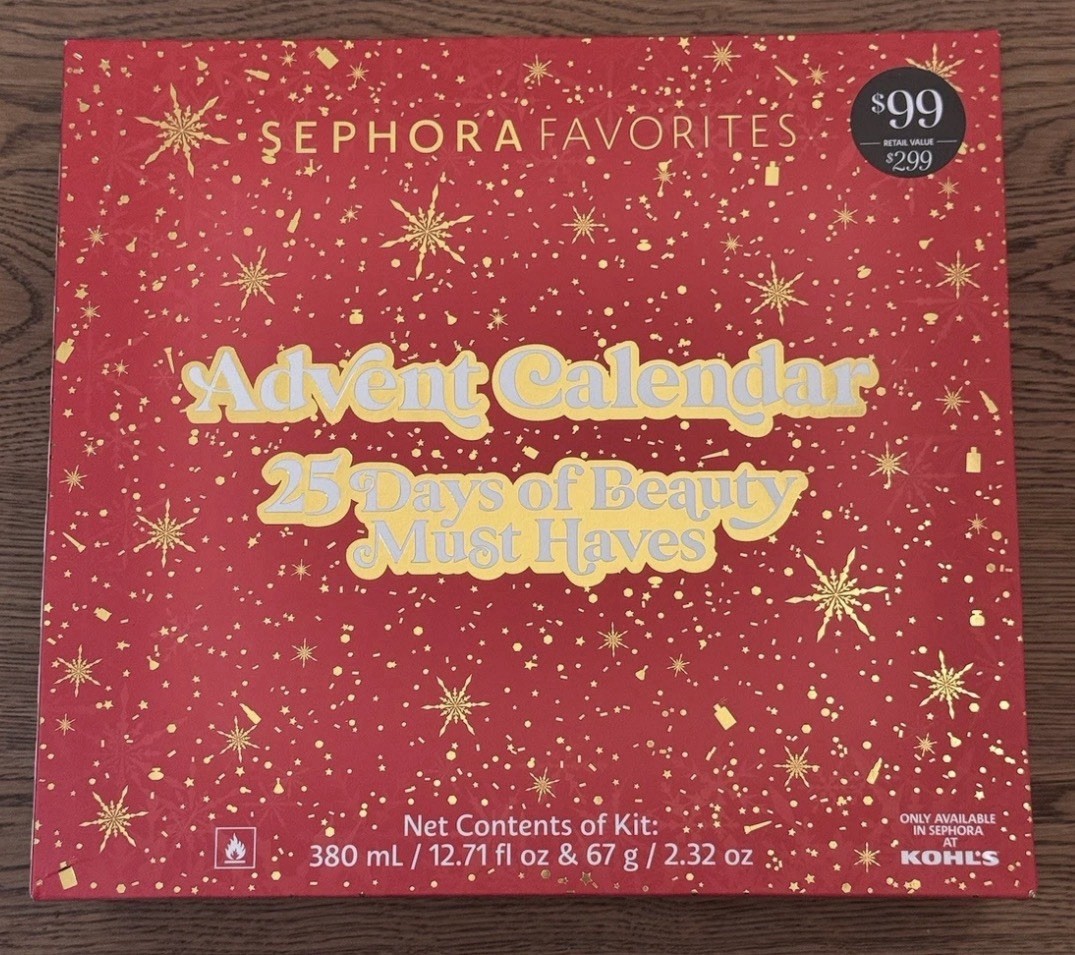 SEPHORA FAVORITES
$99
RETAIL VALUE
$299
Advent Calendar
25 Days of Beauty
Must Haves
Net Contents of Kit:
380 mL / 12.71 fl oz & 67 g / 2.32 oz
ONLY AVAILABLE
IN SEPHORA
AT
KOHL'S